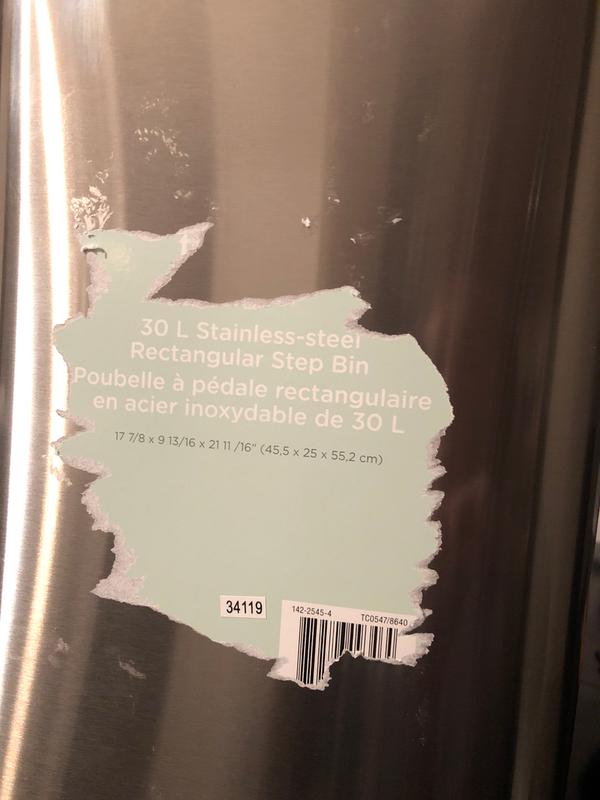 30 L Stainless-steel
Rectangular Step Bin
Poubelle à pédale rectangulaire
en acier inoxydable de 30 L
17 7/8 x 9 13/16 x 21 11 /16" (45,5 x 25 x 55,2 cm)
34119
142-2545-4 TC0547/8640